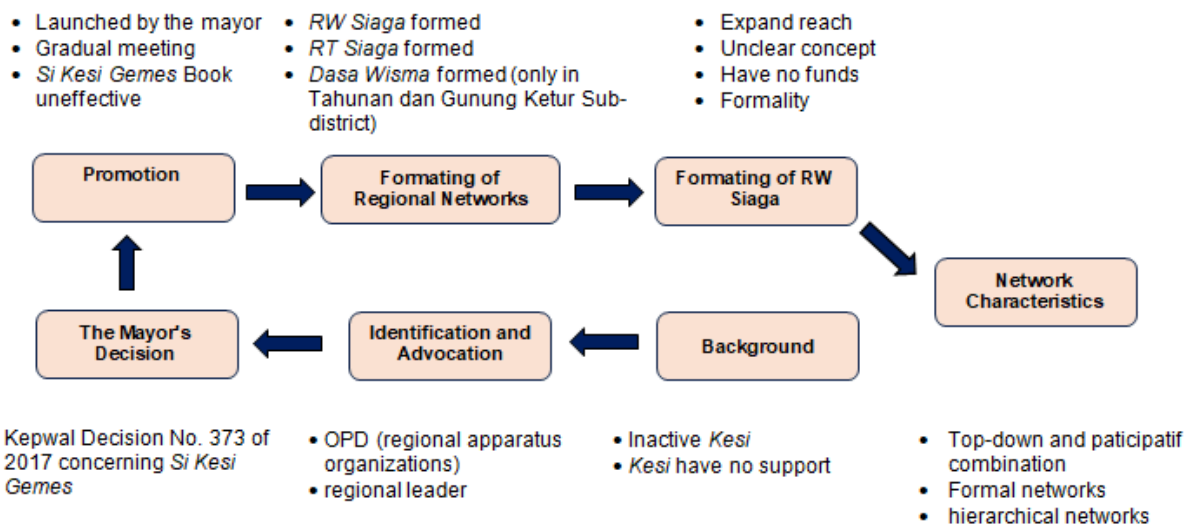 • Launched by the mayor
• Gradual meeting
• Si Kesi Gemes Book
uneffective
• RW Siaga formed
• RT Siaga formed
• Dasa Wisma formed (only in
Tahunan dan Gunung Ketur Sub-
district)
• Expand reach
• Unclear concept
• Have no funds
• Formality
Promotion
Formating of
Regional Networks
Formating of RW
Siaga
Network
Characteristics
The Mayor's
Decision
Identification and
Advocation
Background
Kepwal Decision No. 373 of
2017 concerning Si Kesi
Gemes
• OPD (regional apparatus
organizations)
• regional leader
• Inactive Kesi
• Kesi have no support
• Top-down and paticipatif
combination
• Formal networks
• hierarchical networks